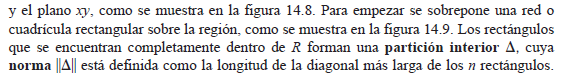 y el plano xy, como se muestra en la figura 14.8. Para empezar se sobrepone una red o
cuadrícula rectangular sobre la región, como se muestra en la figura 14.9. Los rectángulos
que se encuentran completamente dentro de R forman una partición interior Δ, cuya
norma ||Δ|| está definida como la longitud de la diagonal más larga de los n rectángulos.